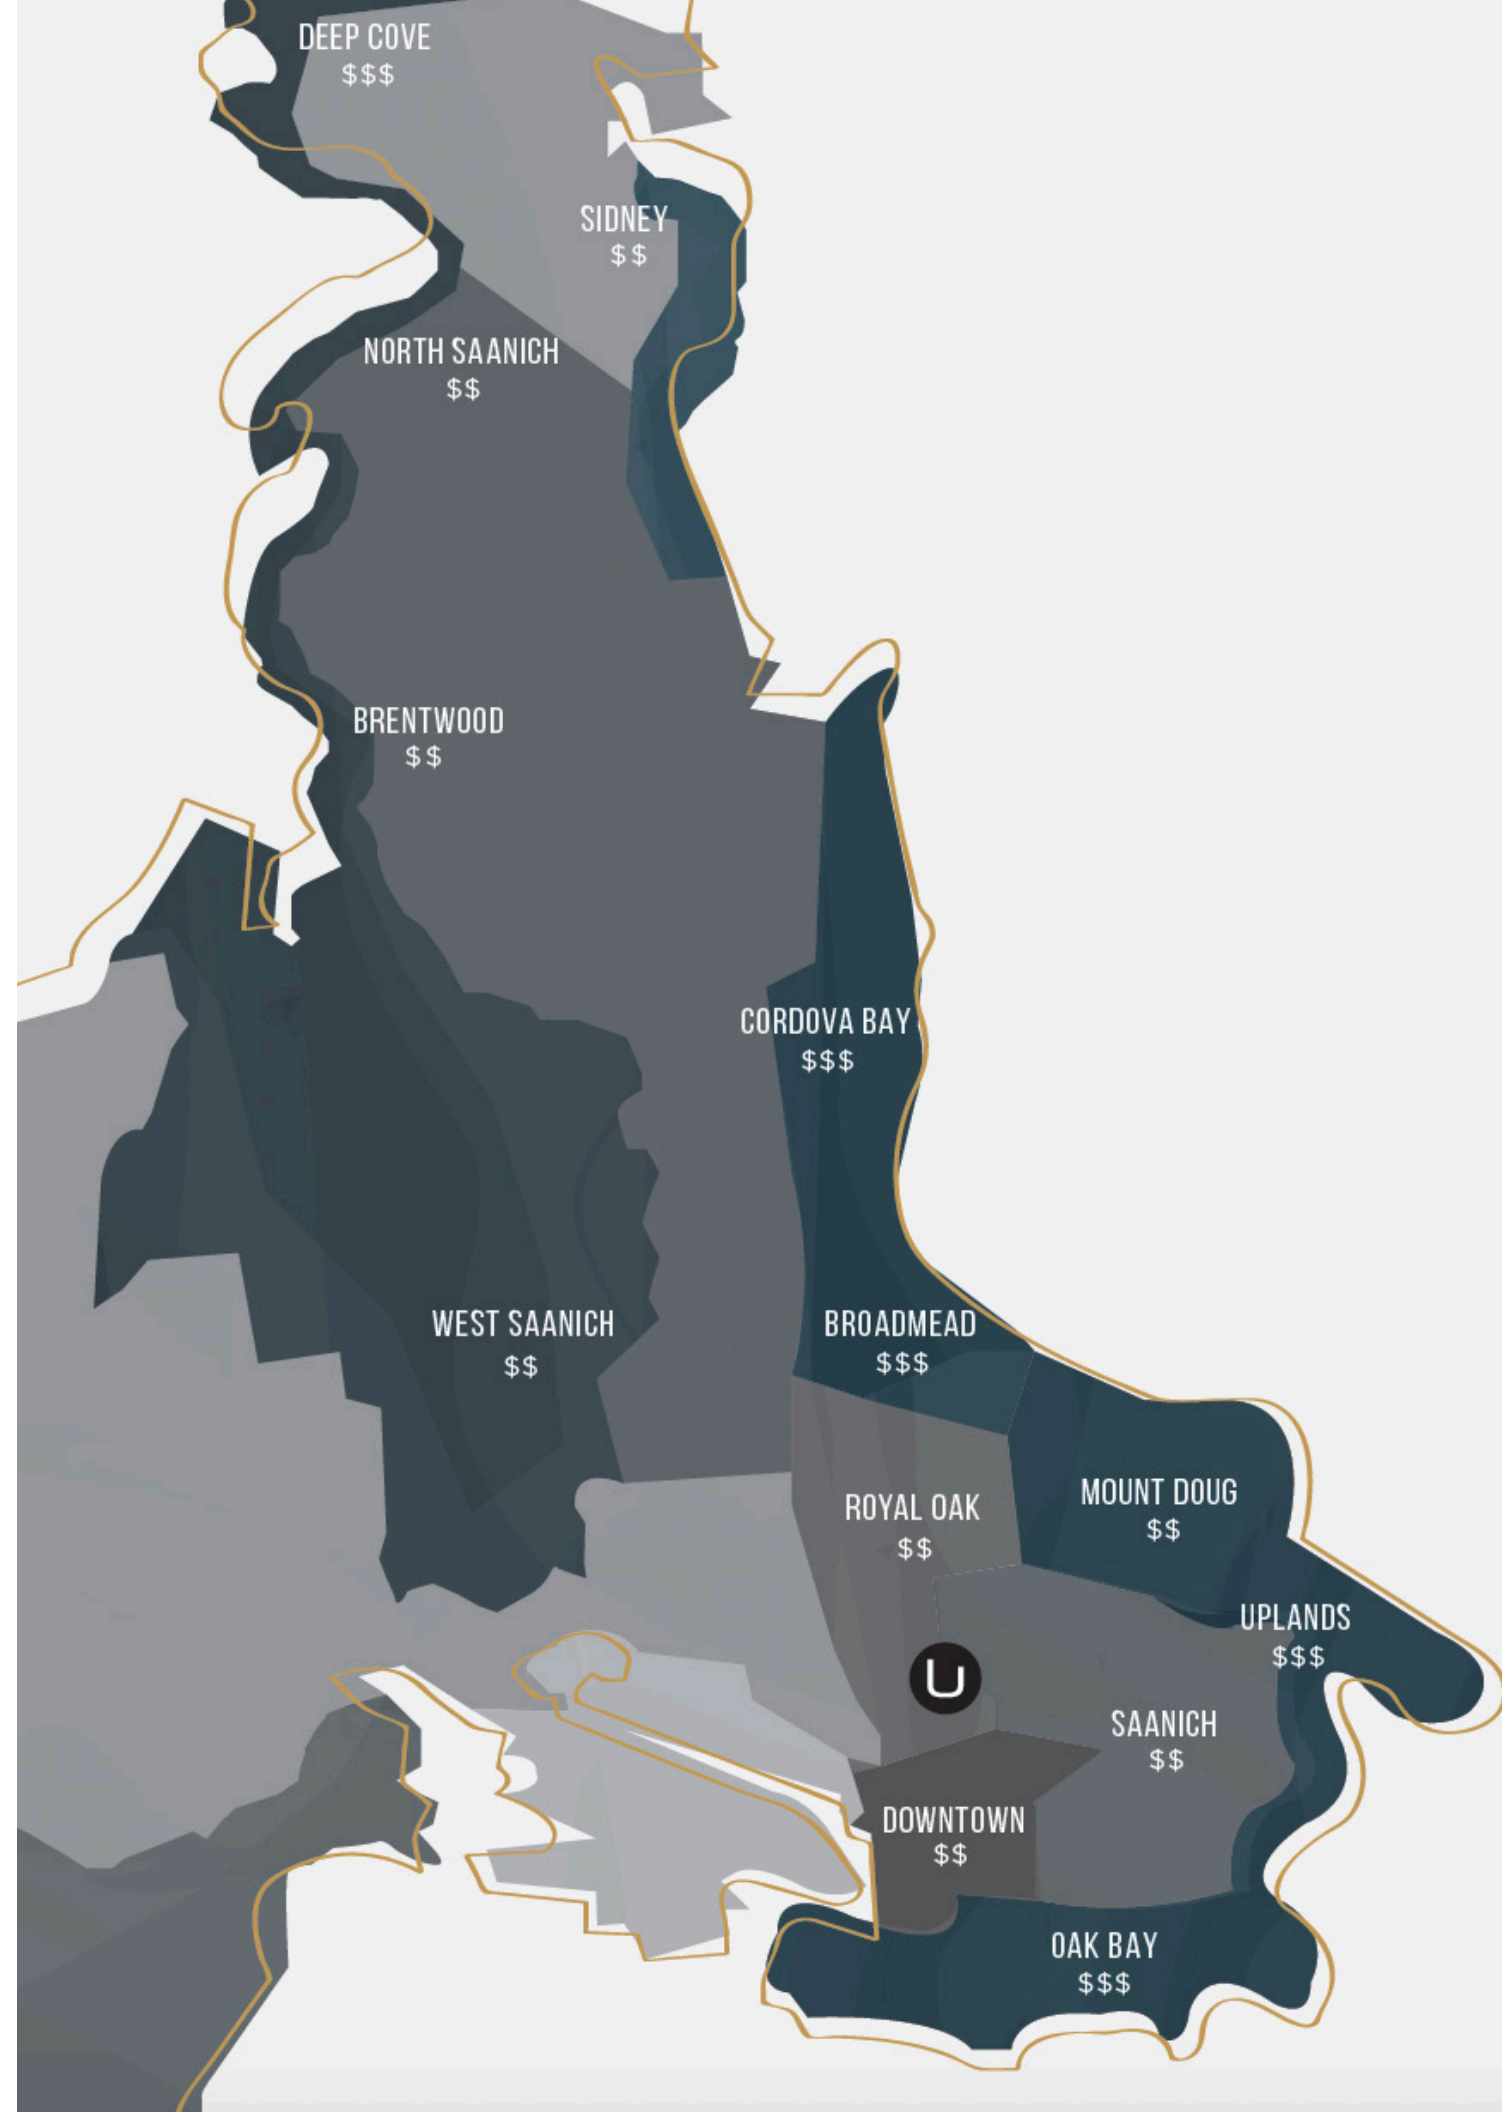 DEEP COVE
$$$
SIDNEY
$$
NORTH SAANICH
$$
BRENTWOOD
$$
CORDOVA BAY
$$$
WEST SAANICH
$$
BROADMEAD
$$$
MOUNT DOUG
$$
ROYAL OAK
$$
UPLANDS
$$$
U
SAANICH
$$
DOWNTOWN
$$
OAK BAY
$$$